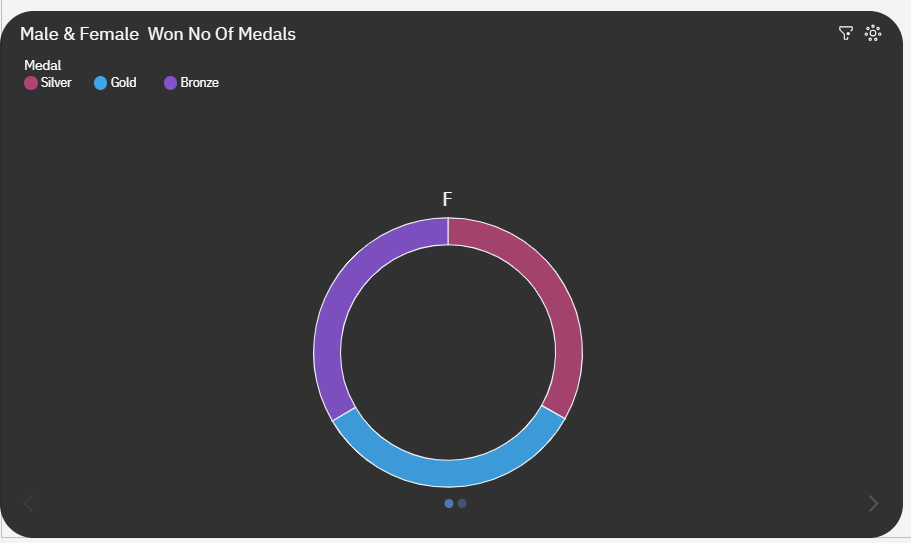 Male & Female  Won No Of Medals
Medal
Silver Gold Bronze
F